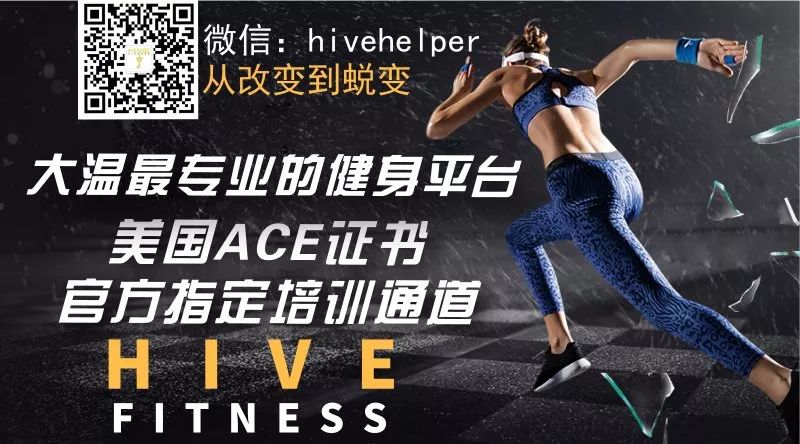 微信：hivehelper
从改变到蜕变
大温最专业的健身平台
美国ACE证书
官方指定培训通道
HIVE
FITNESS